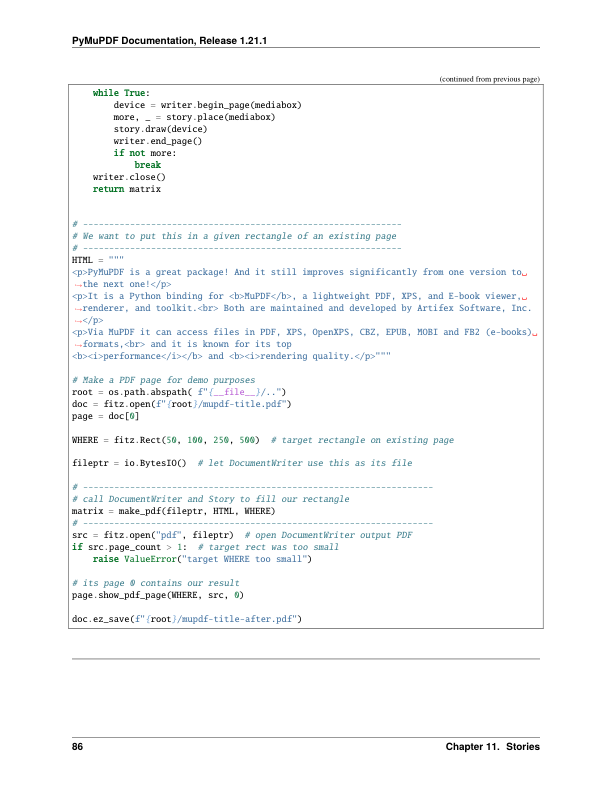 PyMuPDF Documentation, Release 1.21.1
(continued from previous page)
    while True:
        device = writer.begin_page(mediabox)
        more, _ = story.place(mediabox)
        story.draw(device)
        writer.end_page()
        if not more:
            break
    writer.close()
    return matrix
# -------------------------------------------------------------
# We want to put this in a given rectangle of an existing page
# -------------------------------------------------------------
HTML = """
<p>PyMuPDF is a great package! And it still improves significantly from one version to␣
→the next one!</p>
<p>It is a Python binding for <b>MuPDF</b>, a lightweight PDF, XPS, and E-book viewer,␣
→renderer, and toolkit.<br> Both are maintained and developed by Artifex Software, Inc.
→</p>
<p>Via MuPDF it can access files in PDF, XPS, OpenXPS, CBZ, EPUB, MOBI and FB2 (e-books)␣
→formats,<br> and it is known for its top
<b><i>performance</i></b> and <b><i>rendering quality.</p>"""
# Make a PDF page for demo purposes
root = os.path.abspath( f"{__file__}/..")
doc = fitz.open(f"{root}/mupdf-title.pdf")
page = doc[0]
WHERE = fitz.Rect(50, 100, 250, 500)  # target rectangle on existing page
fileptr = io.BytesIO()  # let DocumentWriter use this as its file
# -------------------------------------------------------------------
# call DocumentWriter and Story to fill our rectangle
matrix = make_pdf(fileptr, HTML, WHERE)
# -------------------------------------------------------------------
src = fitz.open("pdf", fileptr)  # open DocumentWriter output PDF
if src.page_count > 1:  # target rect was too small
    raise ValueError("target WHERE too small")
# its page 0 contains our result
page.show_pdf_page(WHERE, src, 0)
doc.ez_save(f"{root}/mupdf-title-after.pdf")
86
Chapter 11. Stories